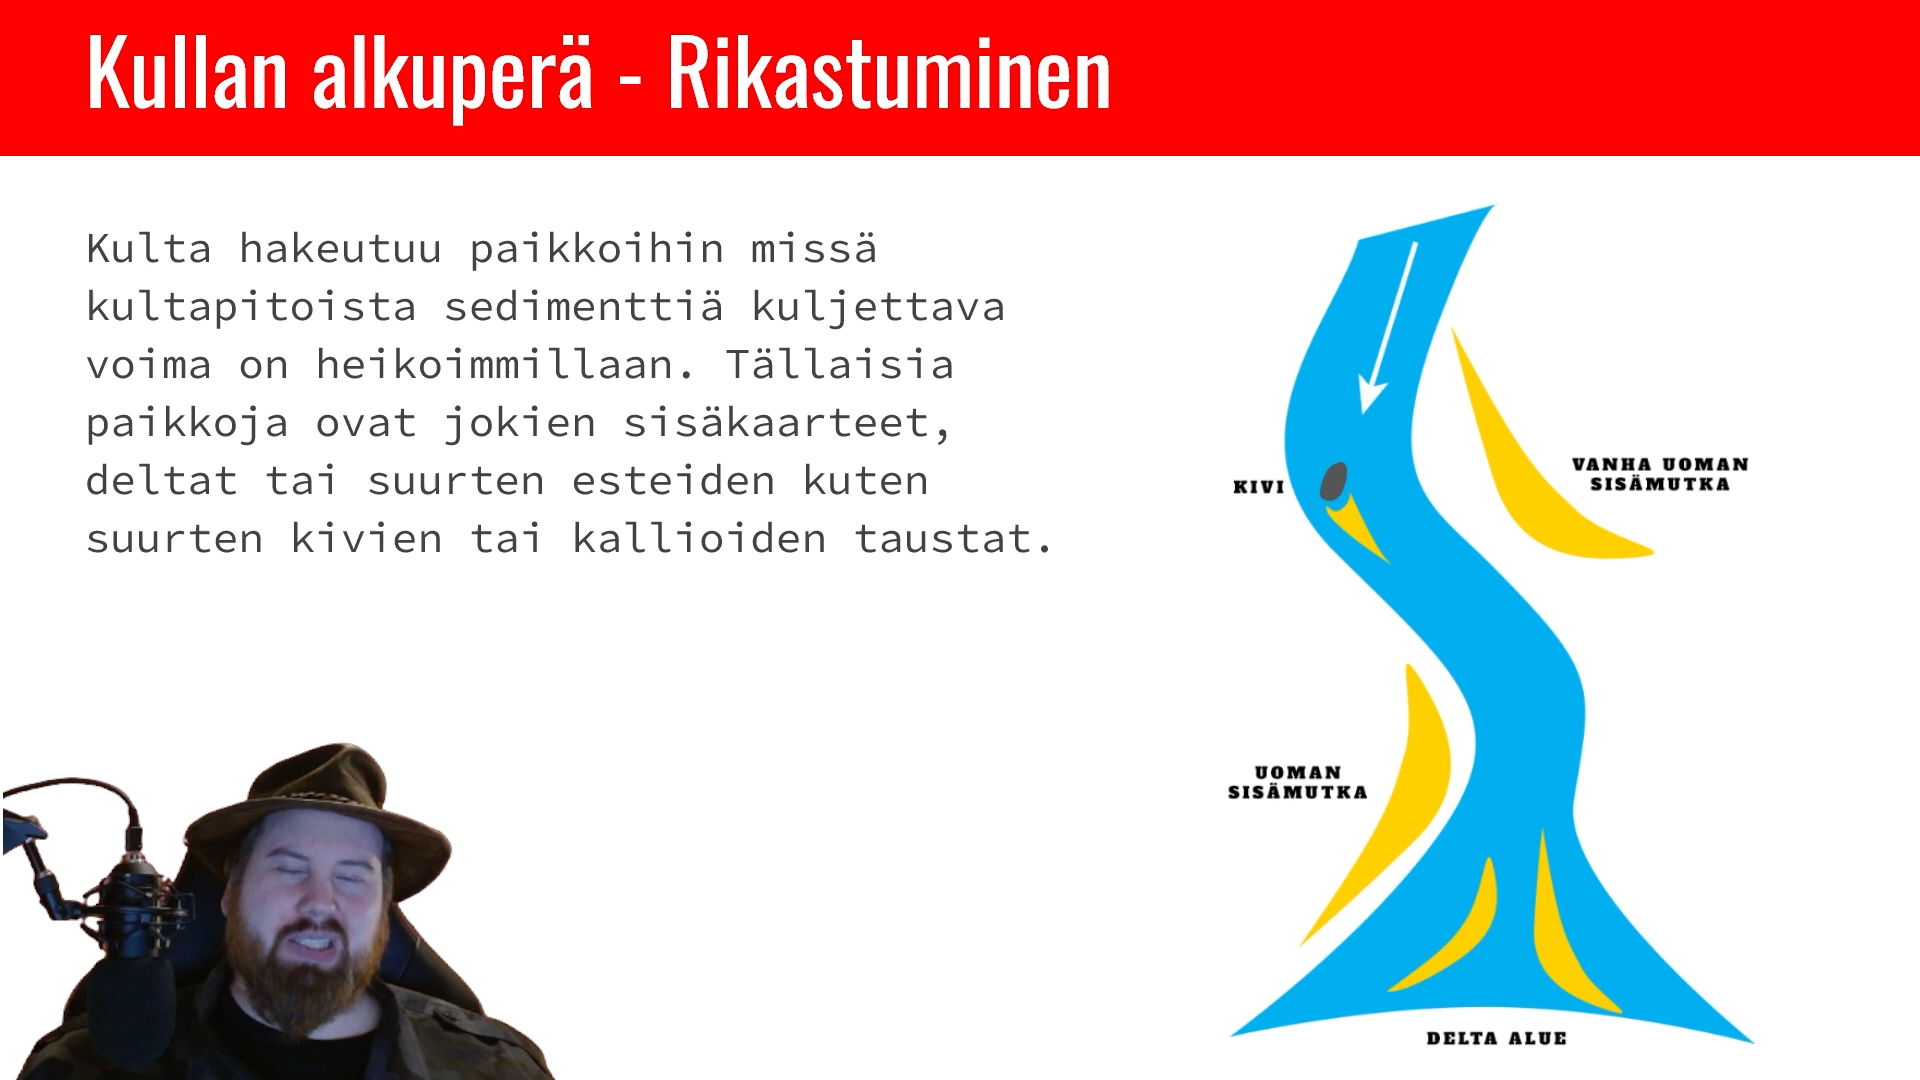 Kullan alkuperä - Rikastuminen
Kulta hakeutuu paikkoihin missä
kultapitoista sedimenttiä kuljettava
voima on heikoimmillaan. Tällaisia
paikkoja ovat jokien sisäkaarteet,
deltat tai suurten esteiden kuten
suurten kivien tai kallioiden taustat.
VANHA UOMAN
SISÄMUTKA
KIVI
UOMAN
SISÄMUTKA
DELTA ALUE